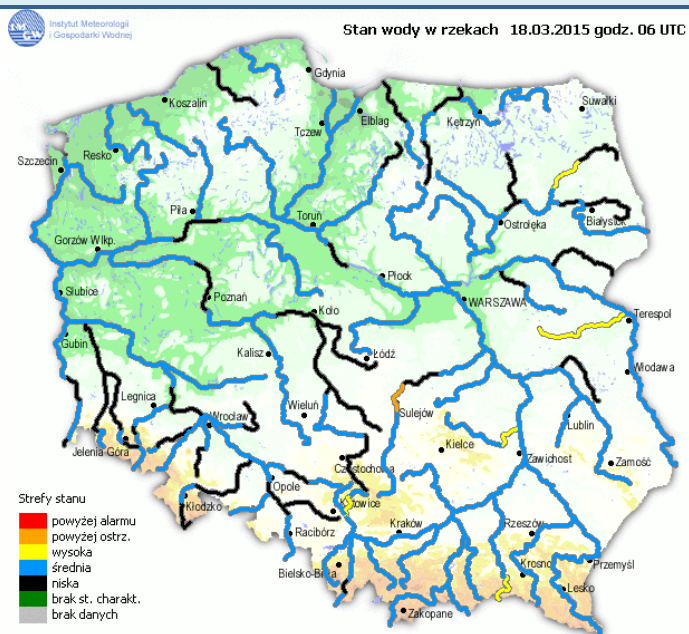 Instytut Meteorologii
i Gospodarki Wodnej
Stan wody w rzekach 18.03.2015 godz. 06 UTC
Gdynia
Koszalin
Suwałki
Elbląg
Kętrzyn
Tczew
Resko
Szczecin
Piła
Toruń
Białystok
Ostrołęka
Gorzów Wlkp.
Płock
Słubice
Poznań
WARSZAWA
Koło
Terespol
Gubin
Kalisz
Łódź
Włodawa
Legnica
Wieluń
Sulejów
Wrocław
Lublin
Jelenia Góra
Kielce
Zawichost
Zamość
Częstochowa
Opole
Kłodzko
Katowice
Racibórz
Kraków
Rzeszów
Bielsko-Biała
Krosno
Przemyśl
Lesko
Zakopane
Strefy stanu
powyżej alarmu
powyżej ostrz.
wysoka
średnia
niska
brak st. charakt.
brak danych